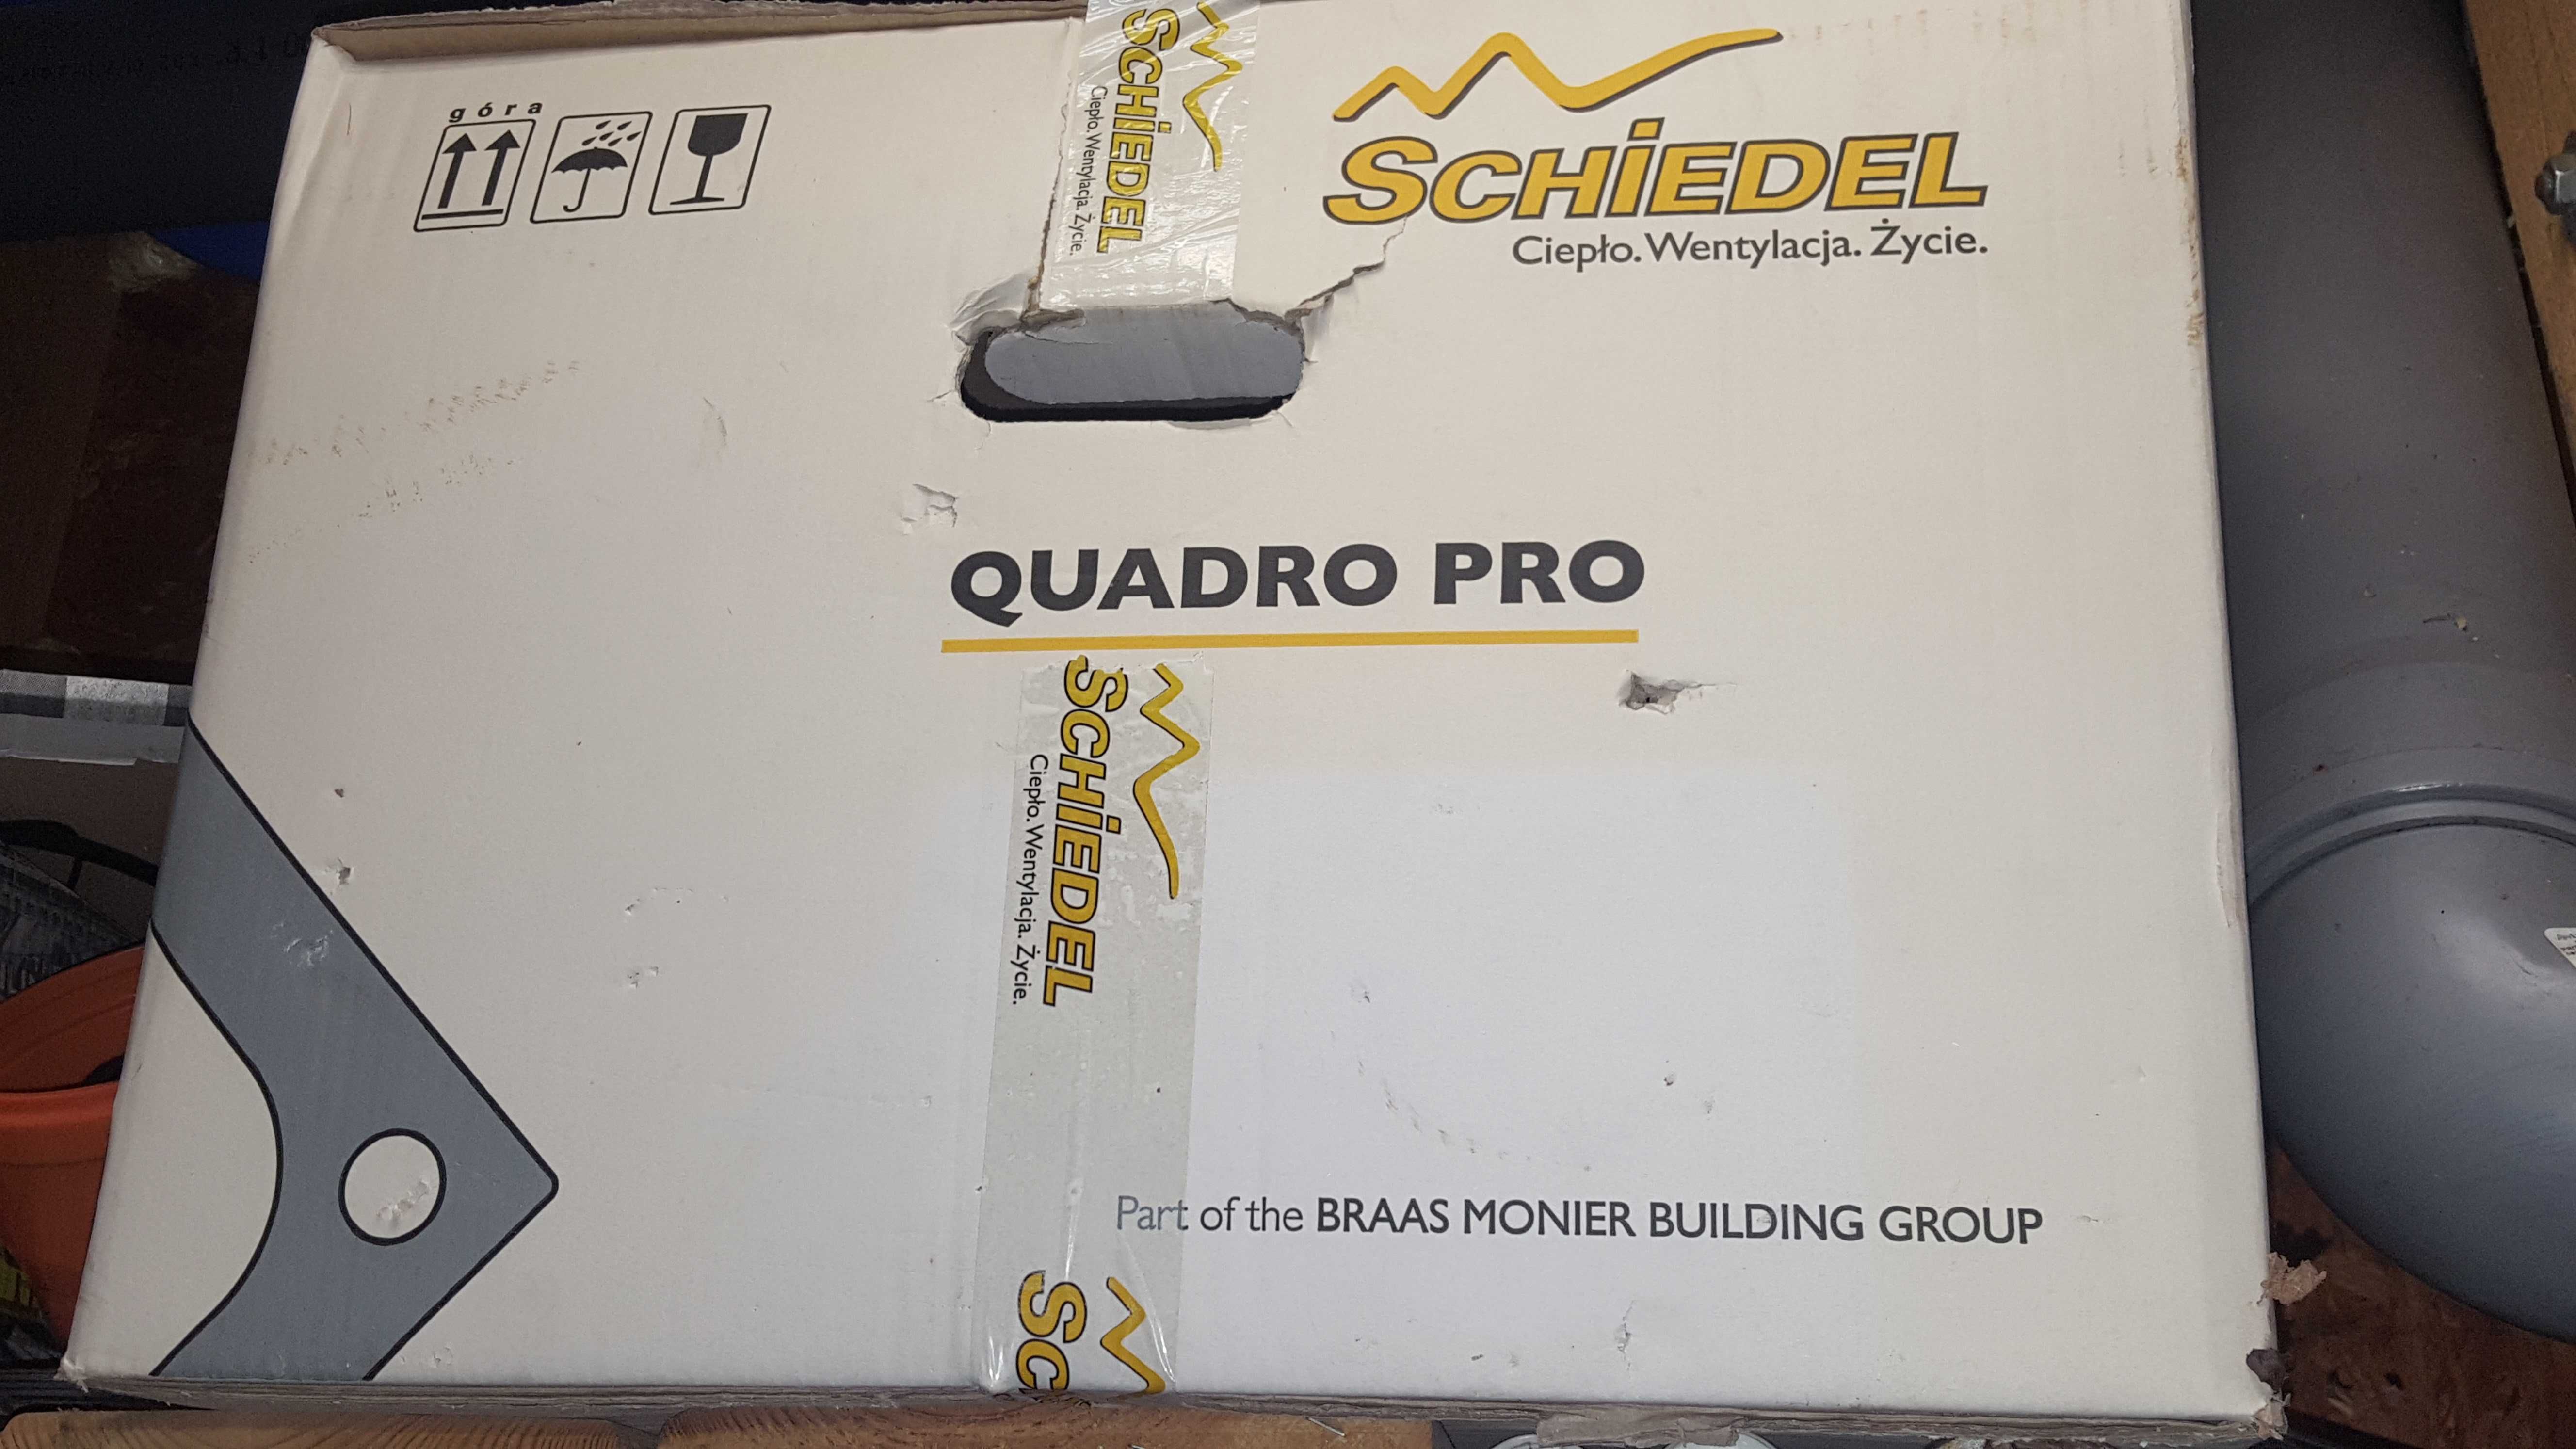 góra
SCHIEDEL
Ciepło. Wentylacja. Życie.
SCHIEDEL
Ciepło. Wentylacja. Życie.
QUADRO PRO
SCHIEDEL
Ciepło. Wentylacja. Życie.
Part of the BRAAS MONIER BUILDING GROUP
SC